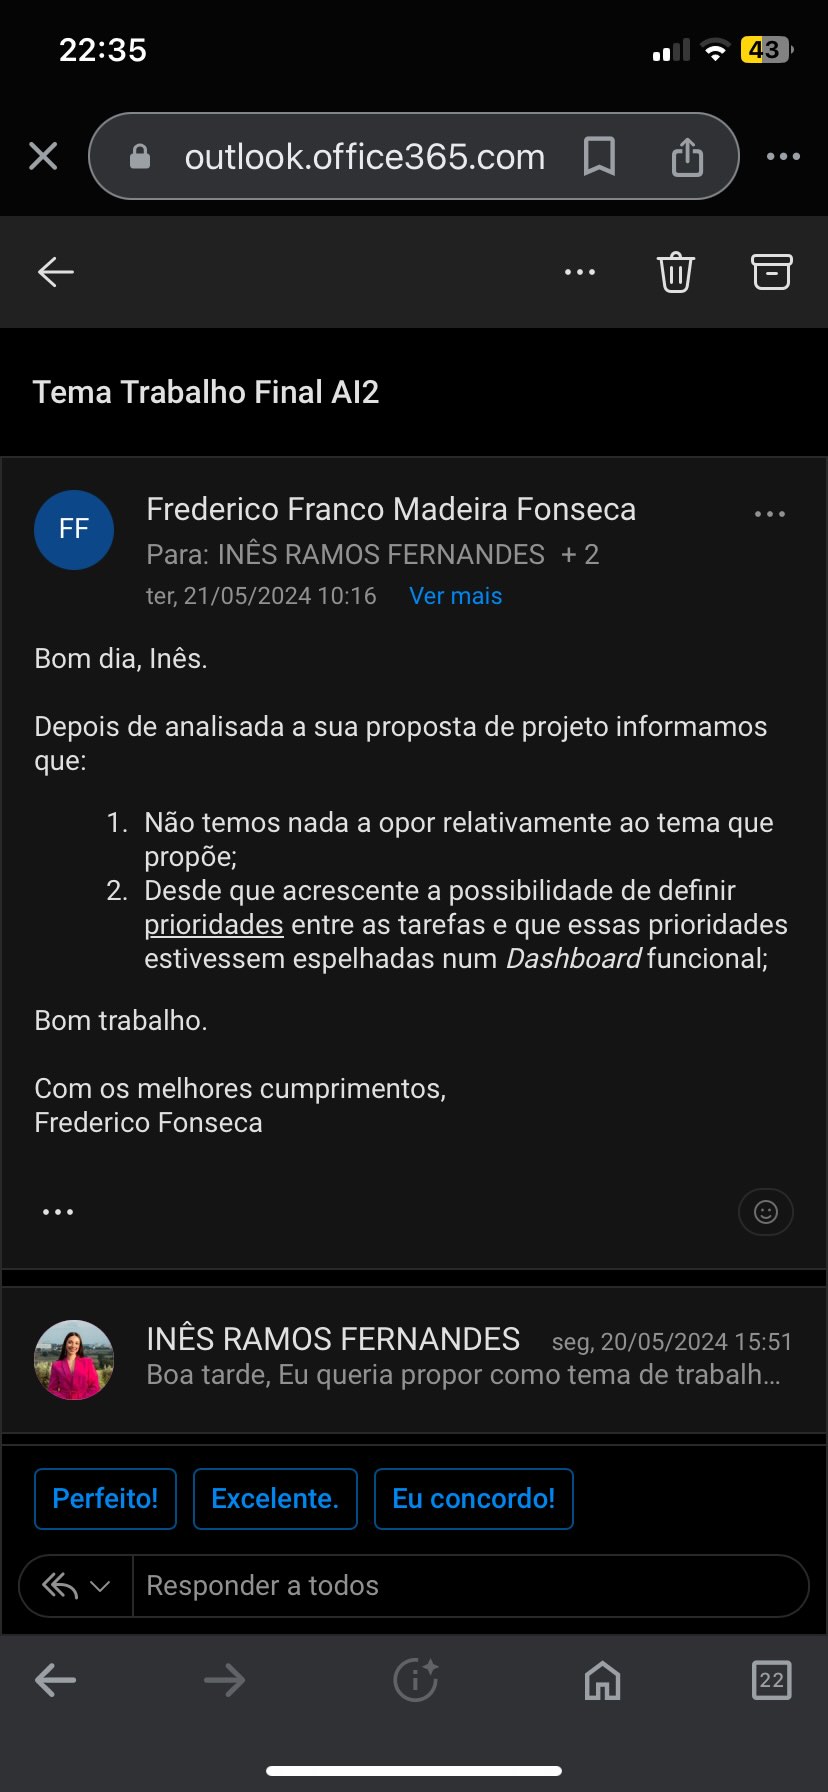 22:35
43
outlook.office365.com
Tema Trabalho Final AI2
FF
Frederico Franco Madeira Fonseca
Para: INÊS RAMOS FERNANDES + 2
ter, 21/05/2024 10:16 Ver mais
Bom dia, Inês.
Depois de analisada a sua proposta de projeto informamos
que:
1. Não temos nada a opor relativamente ao tema que
propõe;
2. Desde que acrescente a possibilidade de definir
prioridades entre as tarefas e que essas prioridades
estivessem espelhadas num Dashboard funcional;
Bom trabalho.
Com os melhores cumprimentos,
Frederico Fonseca
INÊS RAMOS FERNANDES seg, 20/05/2024 15:51
Boa tarde, Eu queria propor como tema de trabalh...
Perfeito! Excelente. Eu concordo!
Responder a todos
22